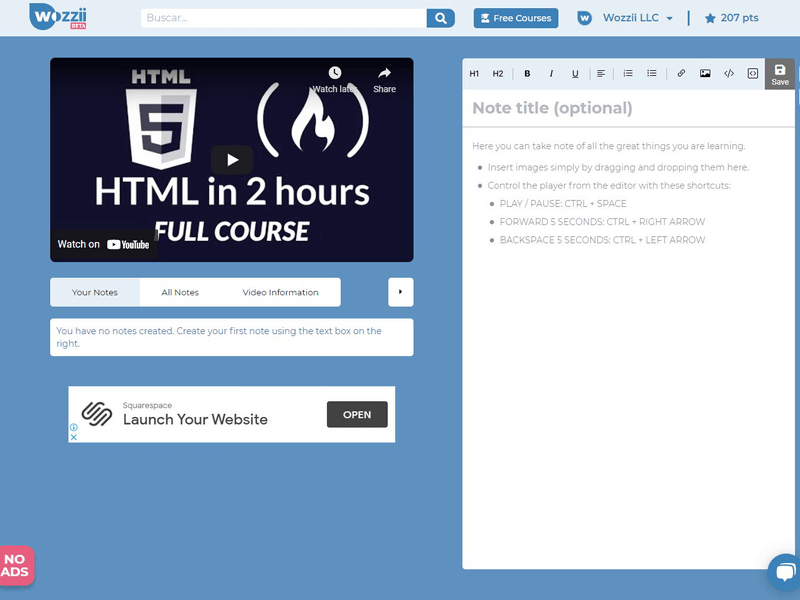 Wozzii
BETA
Buscar...
Free Courses
Wozzii LLC
207 pts
HTML
5
Watch later
Share
HTML in 2 hours
FULL COURSE
Watch on YouTube
Your Notes
All Notes
Video Information
You have no notes created. Create your first note using the text box on the
right.
Squarespace
Launch Your Website
OPEN
NO
ADS
H1
H2
B
I
U
Save
Note title (optional)
Here you can take note of all the great things you are learning.
Insert images simply by dragging and dropping them here.
Control the player from the editor with these shortcuts:
PLAY / PAUSE: CTRL + SPACE
FORWARD 5 SECONDS: CTRL + RIGHT ARROW
BACKSPACE 5 SECONDS: CTRL + LEFT ARROW